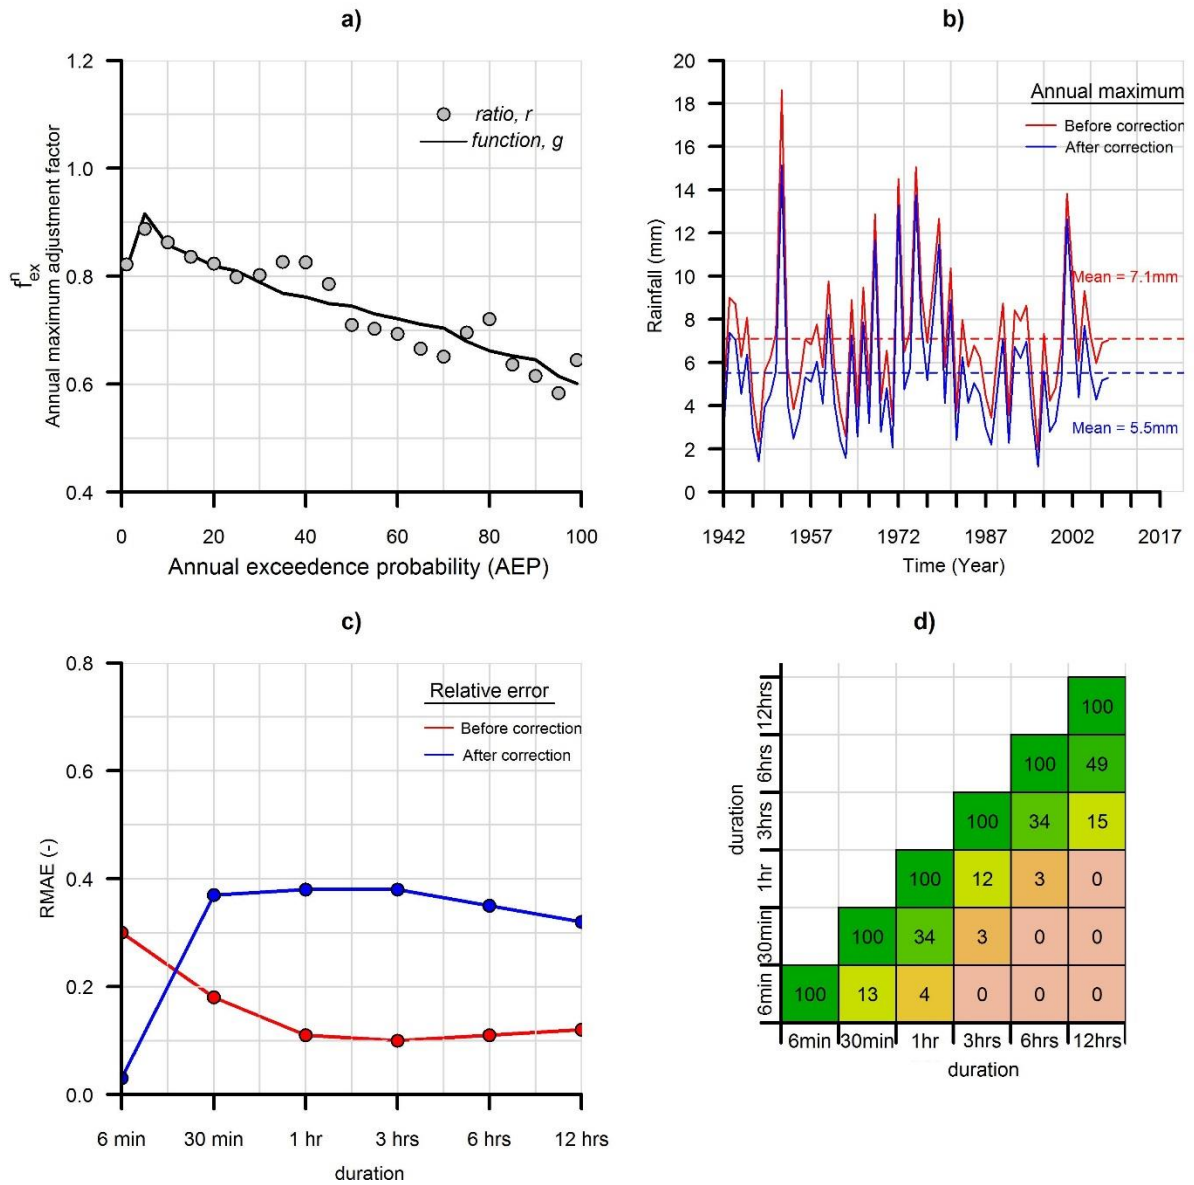 a)
1.2
1.0
0.8
0.6
0.4
f^n_ex
Annual maximum adjustment factor
ratio, r
function, g
0 20 40 60 80 100
Annual exceedence probability (AEP)
b)
20
18
16
14
12
10
8
6
4
2
0
Rainfall (mm)
Annual maximum
Before correction
After correction
Mean = 7.1mm
Mean = 5.5mm
1942 1957 1972 1987 2002 2017
Time (Year)
c)
0.8
0.6
0.4
0.2
0.0
RMAE (-)
Relative error
Before correction
After correction
6 min 30 min 1 hr 3 hrs 6 hrs 12 hrs
duration
d)
duration
12hrs 100
6hrs 100 49
3hrs 100 34 15
1hr 100 12 3 0
30min 100 34 3 0 0
6min 100 13 4 0 0 0
6min 30min 1hr 3hrs 6hrs 12hrs
duration